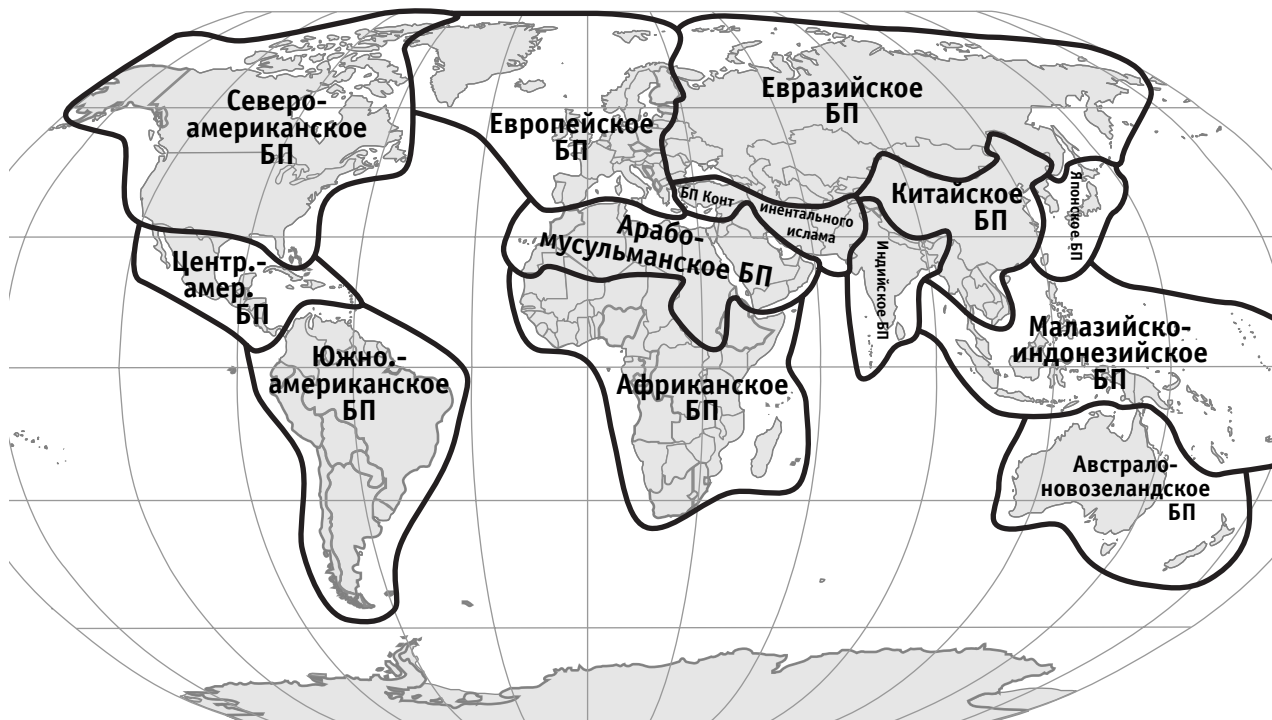 Северо-
американское
БП
Европейское
БП
Евразийское
БП
БП Конт
инентального
ислама
Китайское
БП
Японское БП
Арабо-
мусульманское БП
Индийское БП
Центр.-
амер.
БП
Южно.-
американское
БП
Африканское
БП
Малазийско-
индонезийское
БП
Австрало-
новозеландское
БП